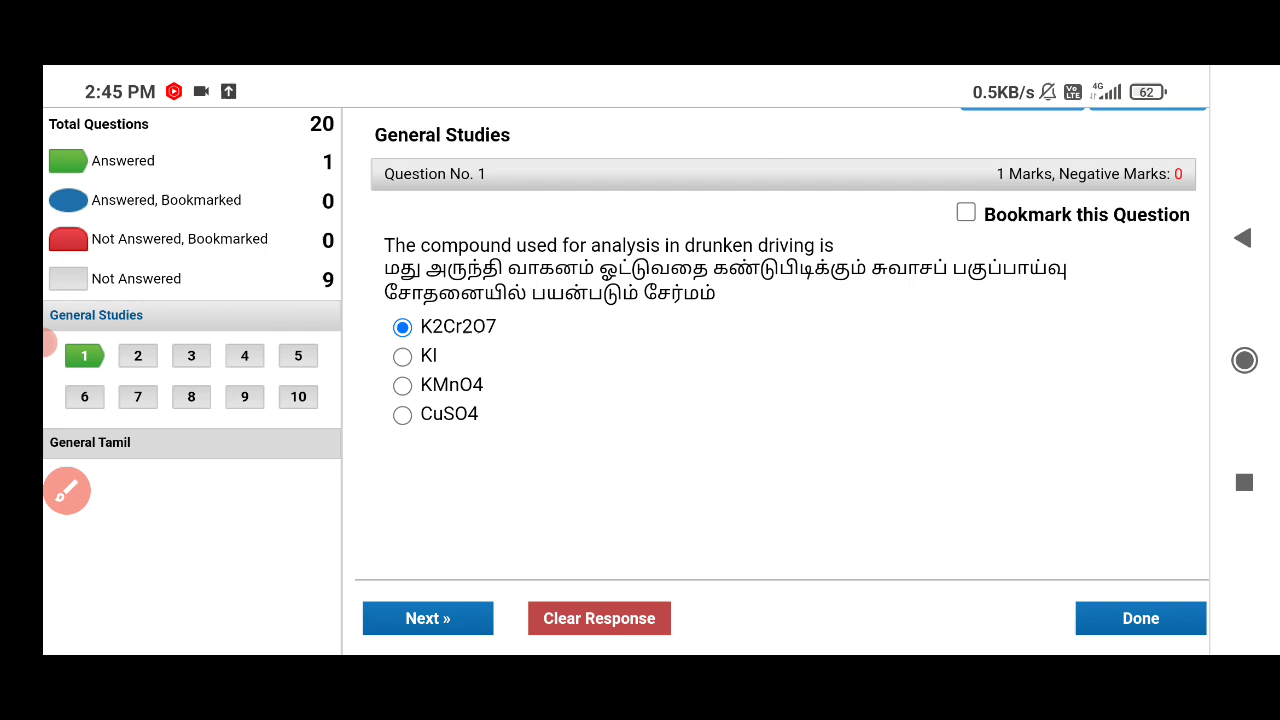 2:45 PM 0.5KB/s Vo LTE 4G 62
Total Questions 20
Answered 1
Answered, Bookmarked 0
Not Answered, Bookmarked 0
Not Answered 9
General Studies
1 2 3 4 5
6 7 8 9 10
General Tamil
General Studies
Question No. 1 1 Marks, Negative Marks: 0
Bookmark this Question
The compound used for analysis in drunken driving is
மது அருந்தி வாகனம் ஓட்டுவதை கண்டுபிடிக்கும் சுவாசப் பகுப்பாய்வு
சோதனையில் பயன்படும் சேர்மம்
K2Cr2O7
KI
KMnO4
CuSO4
Next » Clear Response Done